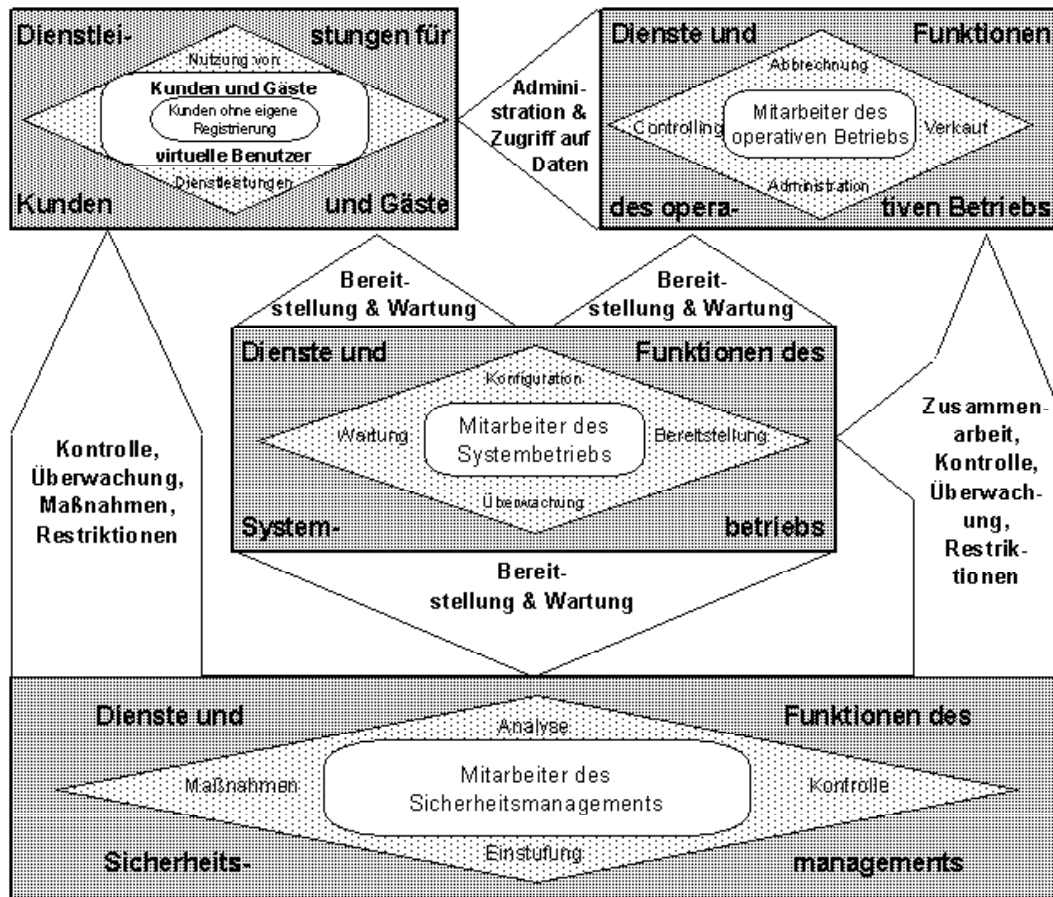 Dienstlei- stungen für
Nutzung von:
Kunden und Gäste
Kunden ohne eigene
Registrierung
virtuelle Benutzer
Dienstleistungen
Kunden und Gäste
Admini-
stration &
Zugriff auf
Daten
Dienste und Funktionen
Abbrechnung
Controlling
Mitarbeiter des
operativen Betriebs
Verkauf
Administration
des opera- tiven Betriebs
Bereit-
stellung & Wartung
Bereit-
stellung & Wartung
Dienste und Funktionen des
Konfiguration
Wartung
Mitarbeiter des
Systembetriebs
Bereitstellung
Überwachung
System- betriebs
Kontrolle,
Überwachung,
Maßnahmen,
Restriktionen
Zusammen-
arbeit,
Kontrolle,
Überwach-
ung,
Restrik-
tionen
Bereit-
stellung & Wartung
Dienste und Funktionen des
Analyse
Maßnahmen
Mitarbeiter des
Sicherheitsmanagements
Kontrolle
Einstufung
Sicherheits- managements